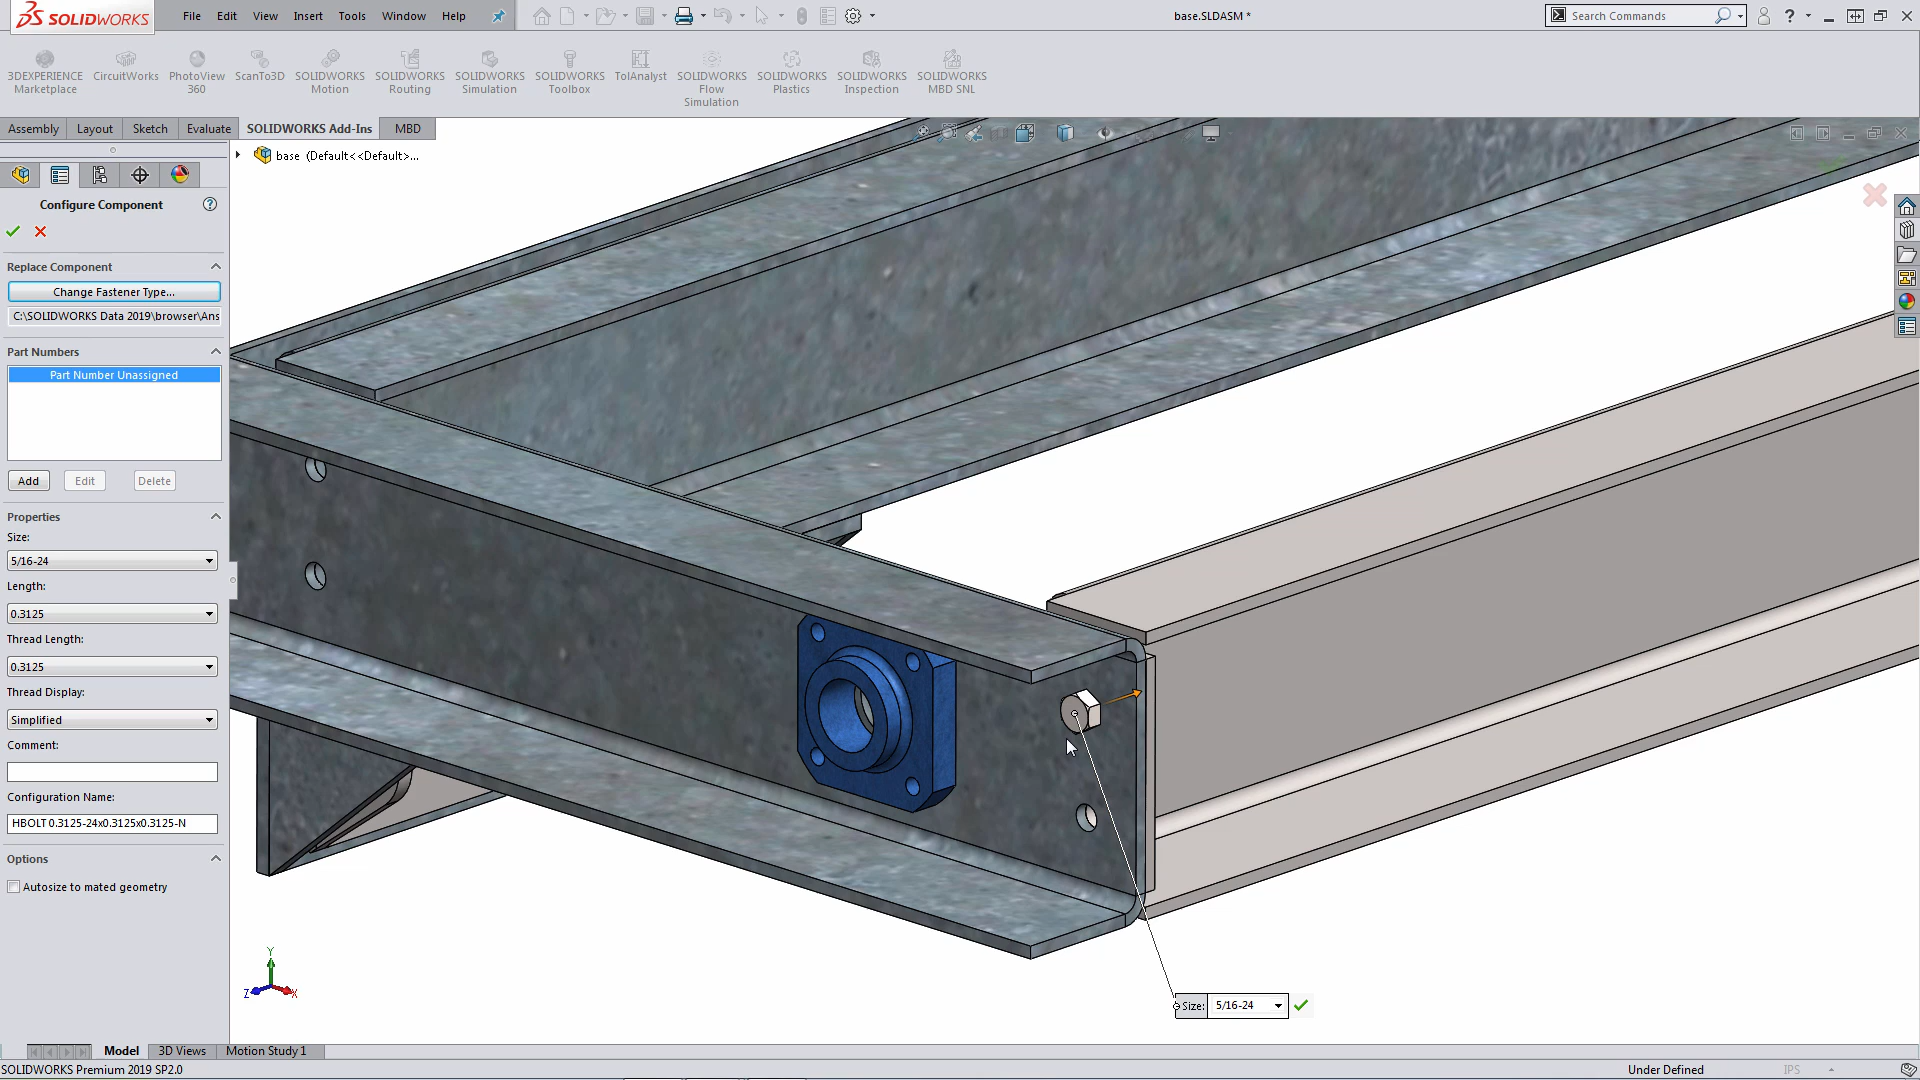 SOLIDWORKS
File Edit View Insert Tools Window Help
base.SLDASM *
Search Commands
3DEXPERIENCE Marketplace
CircuitWorks
PhotoView 360
ScanTo3D
SOLIDWORKS Motion
SOLIDWORKS Routing
SOLIDWORKS Simulation
SOLIDWORKS Toolbox
TolAnalyst
SOLIDWORKS Flow Simulation
SOLIDWORKS Plastics
SOLIDWORKS Inspection
SOLIDWORKS MBD SNL
Assembly Layout Sketch Evaluate SOLIDWORKS Add-Ins MBD
base (Default<<Default>...
Configure Component
Replace Component
Change Fastener Type...
C:\SOLIDWORKS Data 2019\browser\Ans
Part Numbers
Part Number Unassigned
Add Edit Delete
Properties
Size:
5/16-24
Length:
0.3125
Thread Length:
0.3125
Thread Display:
Simplified
Comment:
Configuration Name:
HBOLT 0.3125-24x0.3125x0.3125-N
Options
Autosize to mated geometry
Y
Z X
Size: 5/16-24
Model 3D Views Motion Study 1
SOLIDWORKS Premium 2019 SP2.0
Under Defined IPS